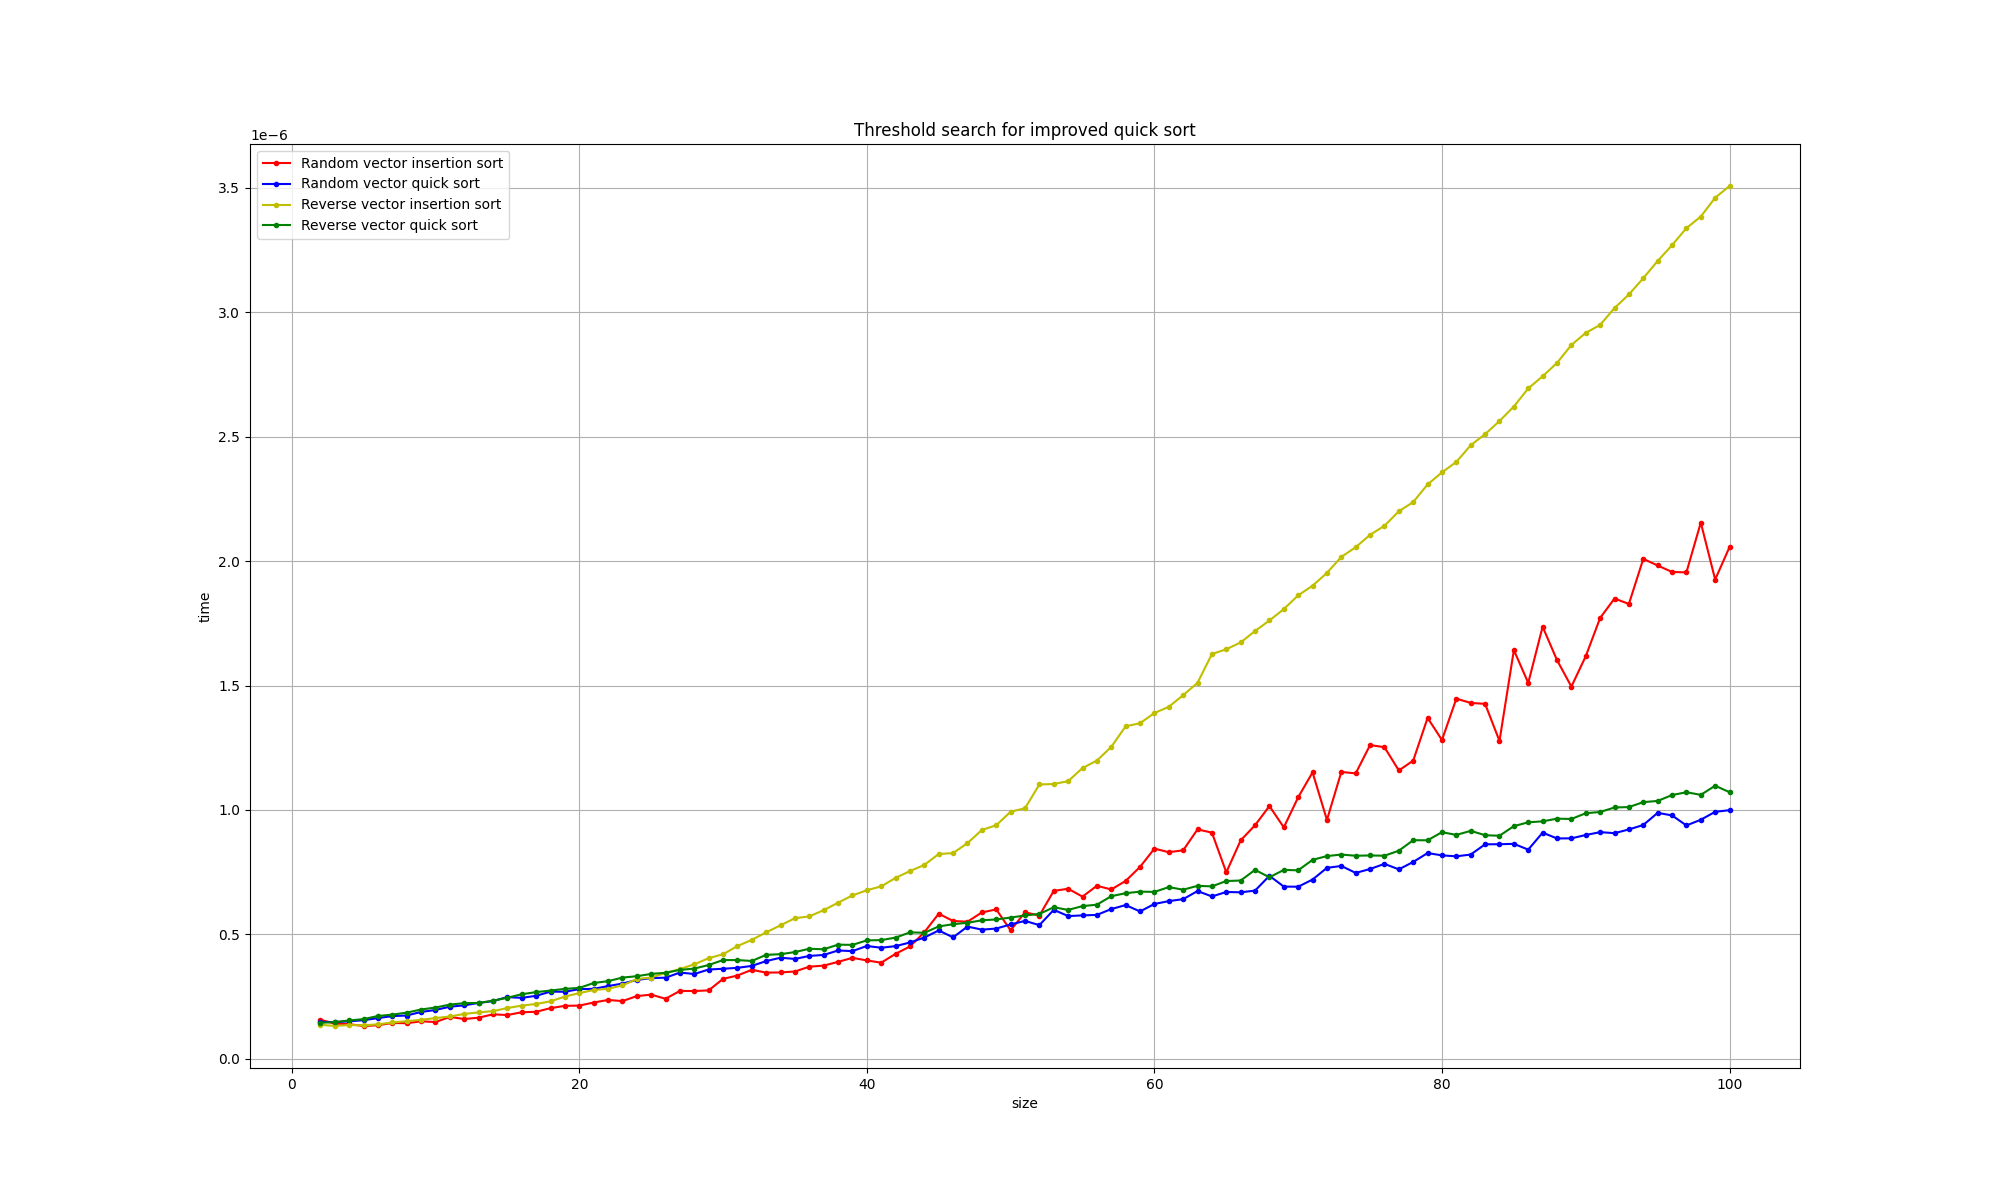 Threshold search for improved quick sort
1e−6
Random vector insertion sort
Random vector quick sort
Reverse vector insertion sort
Reverse vector quick sort
3.5
3.0
2.5
2.0
1.5
1.0
0.5
0.0
time
0 20 40 60 80 100
size